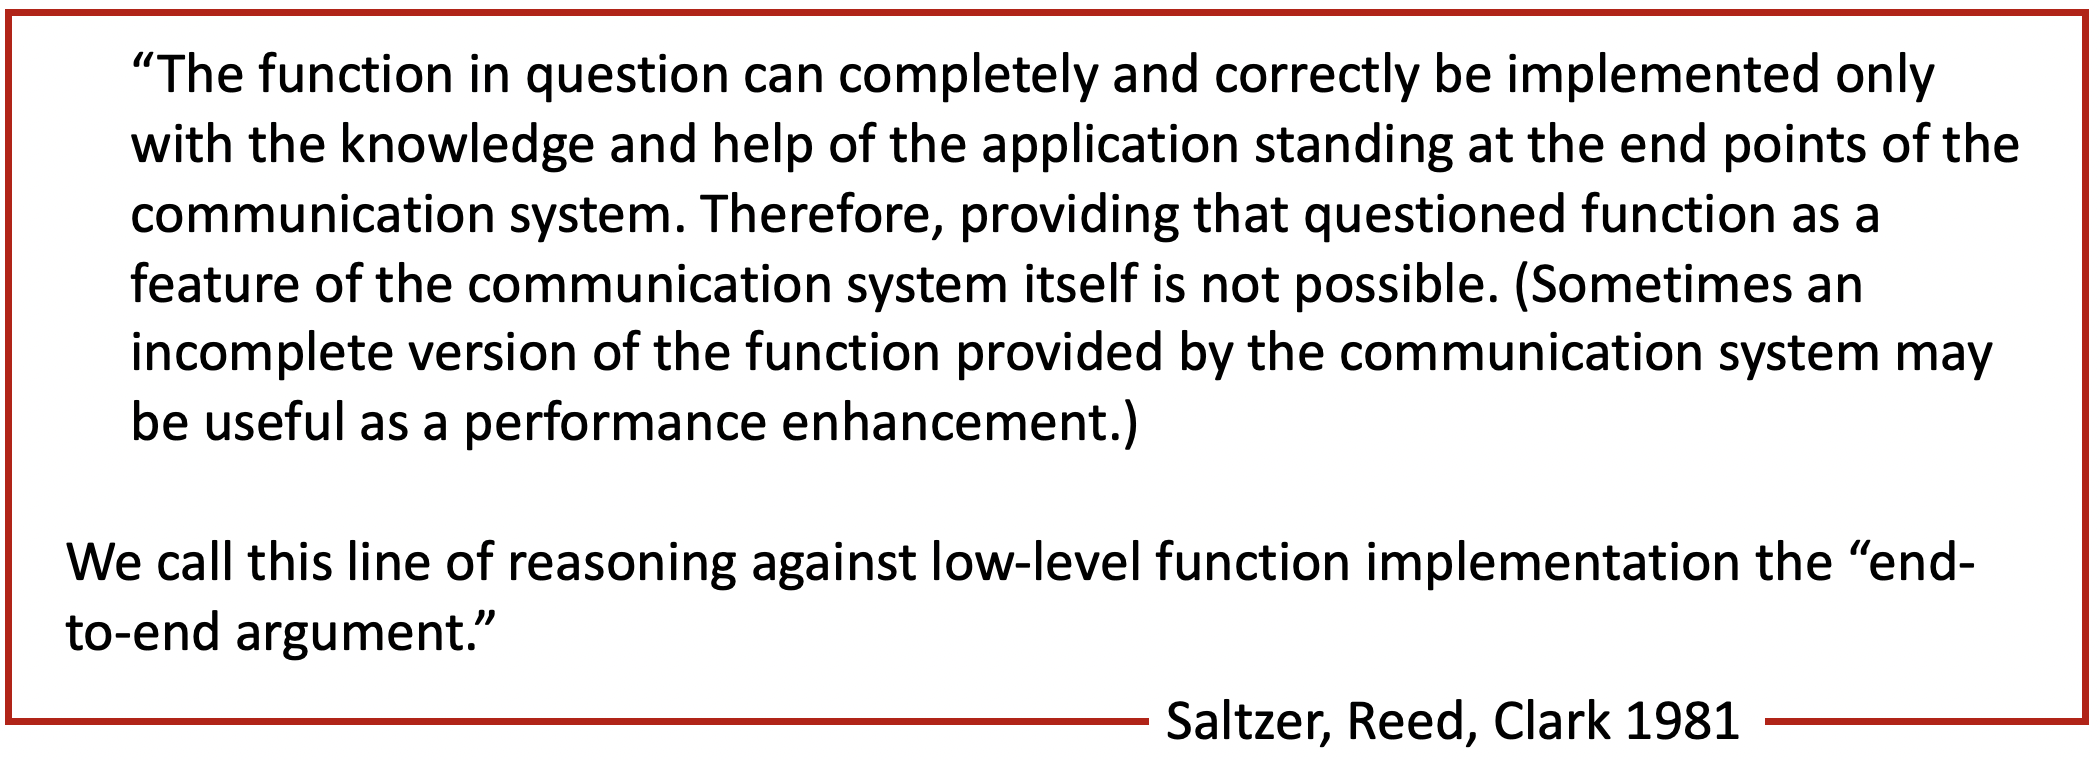 “The function in question can completely and correctly be implemented only
with the knowledge and help of the application standing at the end points of the
communication system. Therefore, providing that questioned function as a
feature of the communication system itself is not possible. (Sometimes an
incomplete version of the function provided by the communication system may
be useful as a performance enhancement.)
We call this line of reasoning against low-level function implementation the “end-
to-end argument.”
Saltzer, Reed, Clark 1981